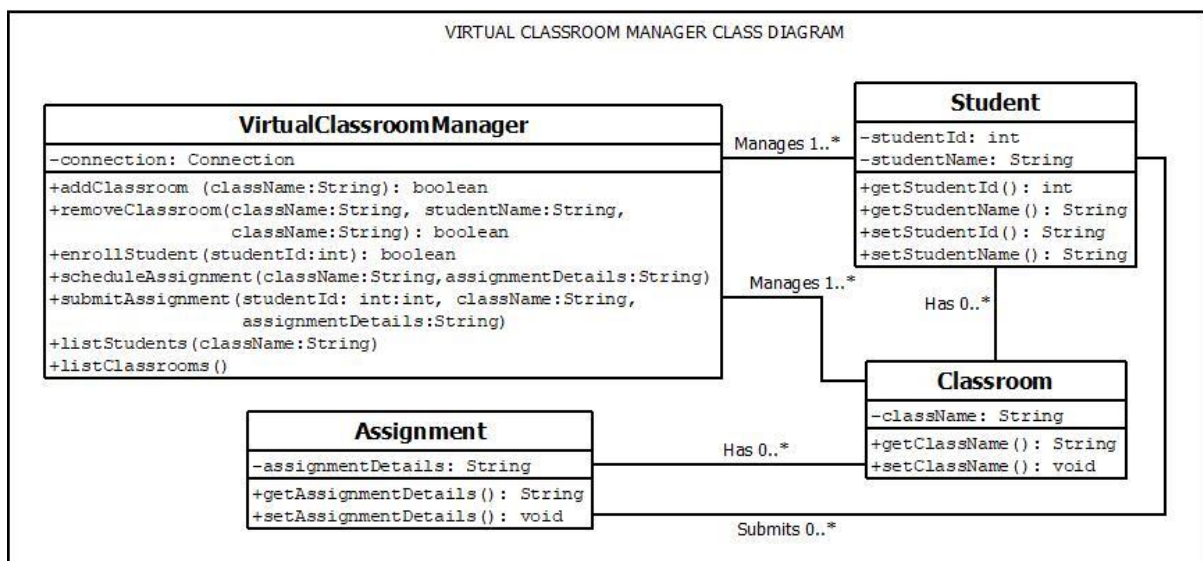 VIRTUAL CLASSROOM MANAGER CLASS DIAGRAM
VirtualClassroomManager
-connection: Connection
+addClassroom (className:String): boolean
+removeClassroom(className:String, studentName:String,
className:String): boolean
+enrollStudent(studentId:int): boolean
+scheduleAssignment(className:String,assignmentDetails:String)
+submitAssignment(studentId: int:int, className:String,
assignmentDetails:String)
+listStudents(className:String)
+listClassrooms()
Manages 1..*
Student
-studentId: int
-studentName: String
+getStudentId(): int
+getStudentName(): String
+setStudentId(): String
+setStudentName(): String
Manages 1..*
Has 0..*
Classroom
-className: String
+getClassName(): String
+setClassName(): void
Assignment
-assignmentDetails: String
+getAssignmentDetails(): String
+setAssignmentDetails(): void
Has 0..*
Submits 0..*